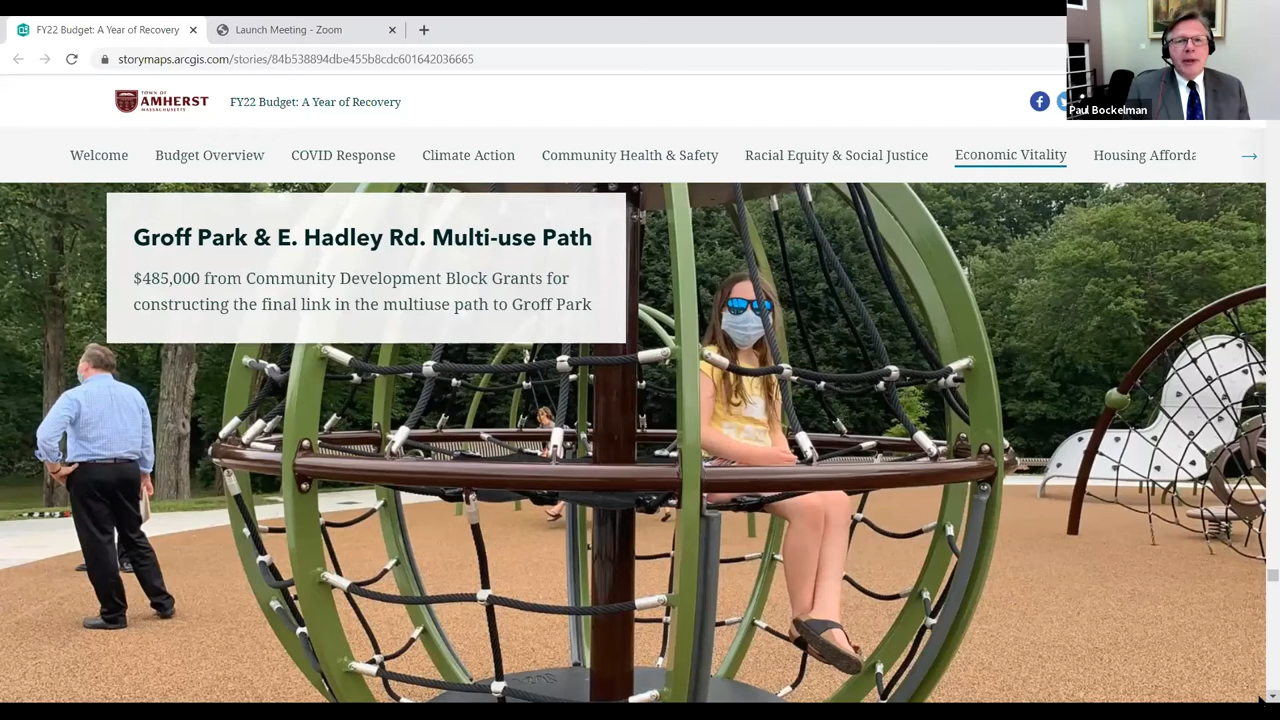 FY22 Budget: A Year of Recovery
Launch Meeting - Zoom
storymaps.arcgis.com/stories/84b538894dbe455b8cdc601642036665
TOWN OF
AMHERST
MASSACHUSETTS
FY22 Budget: A Year of Recovery
Paul Bockelman
Welcome Budget Overview COVID Response Climate Action Community Health & Safety Racial Equity & Social Justice Economic Vitality Housing Afforda
Groff Park & E. Hadley Rd. Multi-use Path
$485,000 from Community Development Block Grants for
constructing the final link in the multiuse path to Groff Park